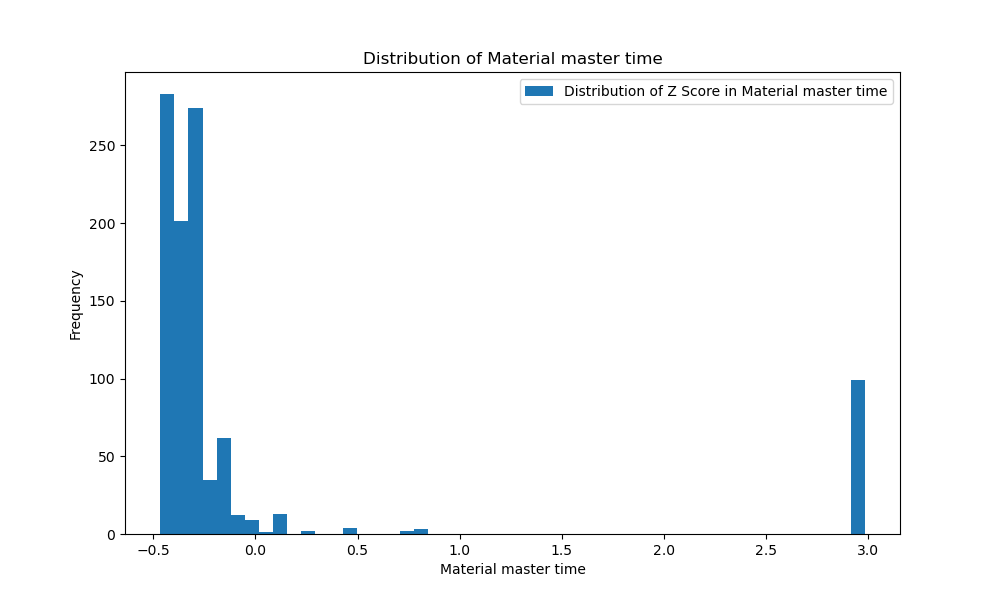 Distribution of Material master time
Distribution of Z Score in Material master time
Frequency
250
200
150
100
50
0
−0.5 0.0 0.5 1.0 1.5 2.0 2.5 3.0
Material master time